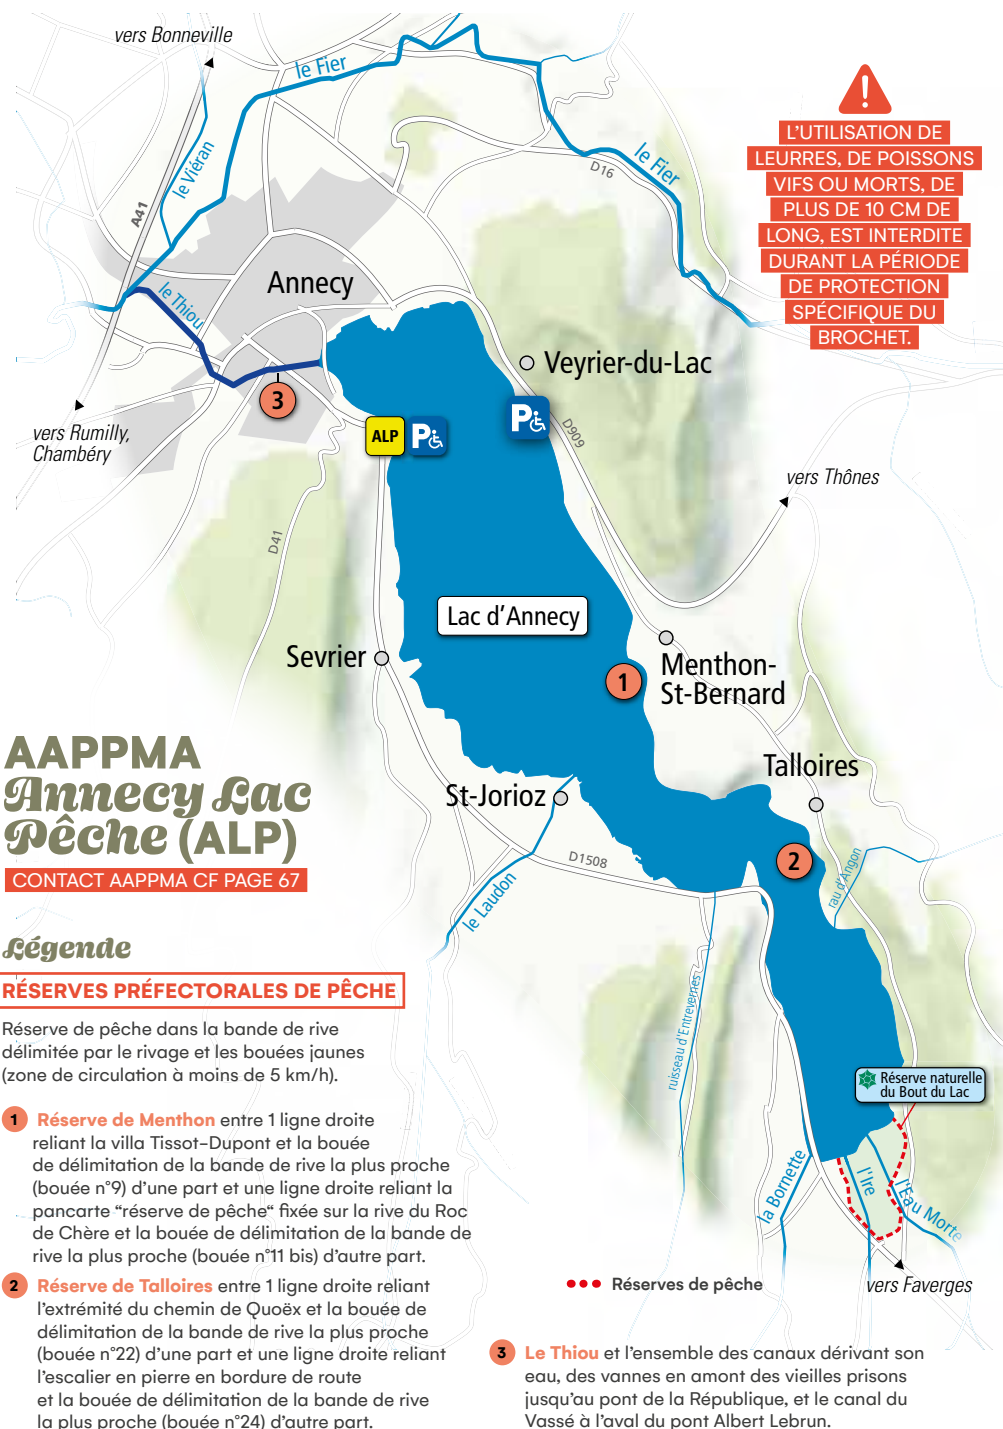 vers Bonneville
le Fier
le Viéran
A41
le Fier
D16
L'UTILISATION DE
LEURRES, DE POISSONS
VIFS OU MORTS, DE
PLUS DE 10 CM DE
LONG, EST INTERDITE
DURANT LA PÉRIODE
DE PROTECTION
SPÉCIFIQUE DU
BROCHET.
Annecy
le Thiou
3
Veyrier-du-Lac
ALP
P
P
D909
vers Rumilly,
Chambéry
vers Thônes
D41
Lac d'Annecy
Sevrier
1
Menthon-
St-Bernard
Talloires
St-Jorioz
2
D1508
rau d'Angon
le Laudon
ruisseau d'Entrevernes
AAPPMA
Annecy Lac
Pêche (ALP)
CONTACT AAPPMA CF PAGE 67
Légende
RÉSERVES PRÉFECTORALES DE PÊCHE
Réserve de pêche dans la bande de rive
délimitée par le rivage et les bouées jaunes
(zone de circulation à moins de 5 km/h).
1 Réserve de Menthon entre 1 ligne droite
reliant la villa Tissot-Dupont et la bouée
de délimitation de la bande de rive la plus proche
(bouée n°9) d'une part et une ligne droite reliant la
pancarte “réserve de pêche“ fixée sur la rive du Roc
de Chère et la bouée de délimitation de la bande de
rive la plus proche (bouée n°11 bis) d'autre part.
2 Réserve de Talloires entre 1 ligne droite reliant
l'extrémité du chemin de Quoëx et la bouée de
délimitation de la bande de rive la plus proche
(bouée n°22) d'une part et une ligne droite reliant
l'escalier en pierre en bordure de route
et la bouée de délimitation de la bande de rive
la plus proche (bouée n°24) d'autre part.
Réserve naturelle
du Bout du Lac
la Bornette
l'Ire
l'Eau Morte
vers Faverges
Réserves de pêche
3 Le Thiou et l'ensemble des canaux dérivant son
eau, des vannes en amont des vieilles prisons
jusqu'au pont de la République, et le canal du
Vassé à l'aval du pont Albert Lebrun.